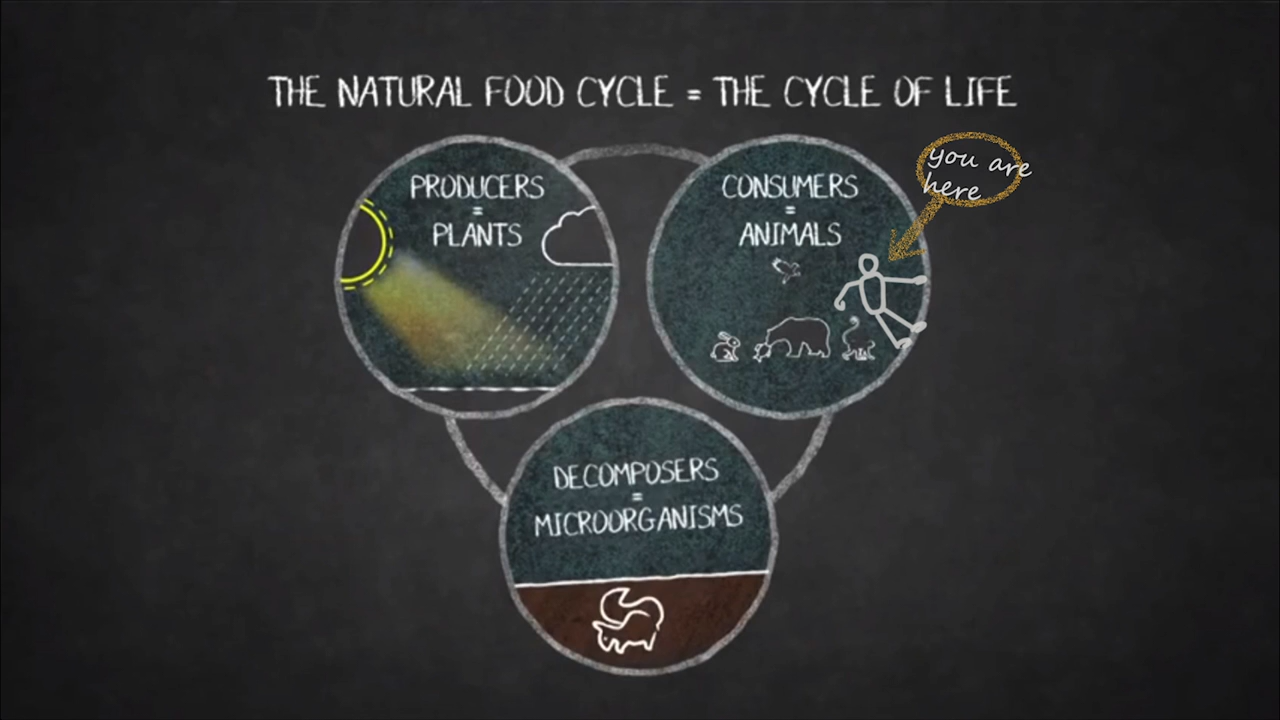 THE NATURAL FOOD CYCLE = THE CYCLE OF LIFE
PRODUCERS
=
PLANTS
CONSUMERS
=
ANIMALS
you are
here
DECOMPOSERS
=
MICROORGANISMS